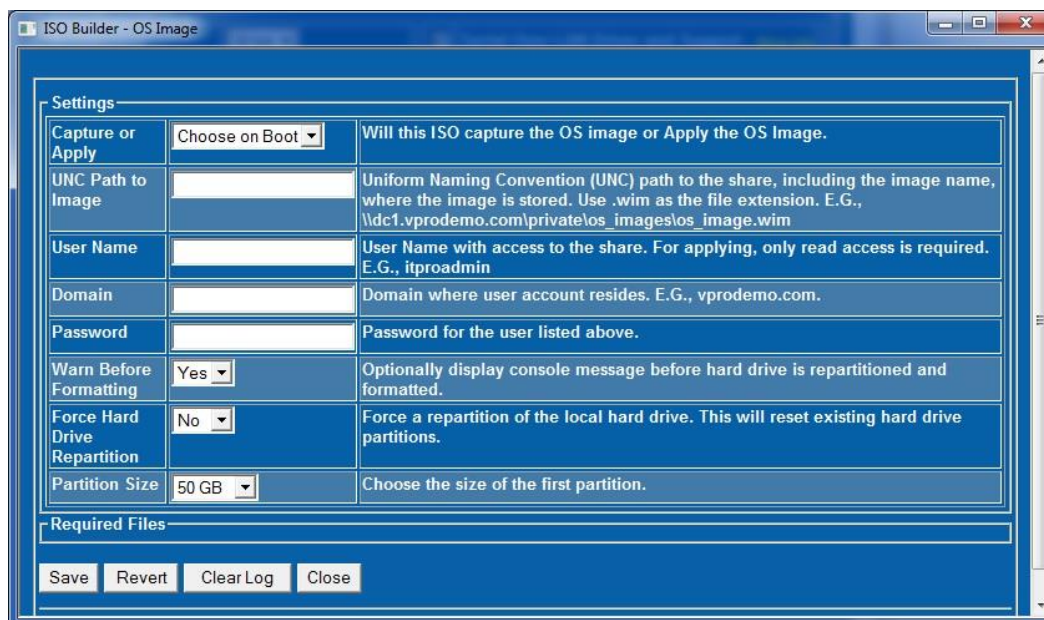 ISO Builder - OS Image
Settings
Capture or
Apply
Choose on Boot
Will this ISO capture the OS image or Apply the OS Image.
UNC Path to
Image
Uniform Naming Convention (UNC) path to the share, including the image name,
where the image is stored. Use .wim as the file extension. E.G.,
\\dc1.vprodemo.com\private\os_images\os_image.wim
User Name
User Name with access to the share. For applying, only read access is required.
E.G., itproadmin
Domain
Domain where user account resides. E.G., vprodemo.com.
Password
Password for the user listed above.
Warn Before
Formatting
Yes
Optionally display console message before hard drive is repartitioned and
formatted.
Force Hard
Drive
Repartition
No
Force a repartition of the local hard drive. This will reset existing hard drive
partitions.
Partition Size
50 GB
Choose the size of the first partition.
Required Files
Save Revert Clear Log Close